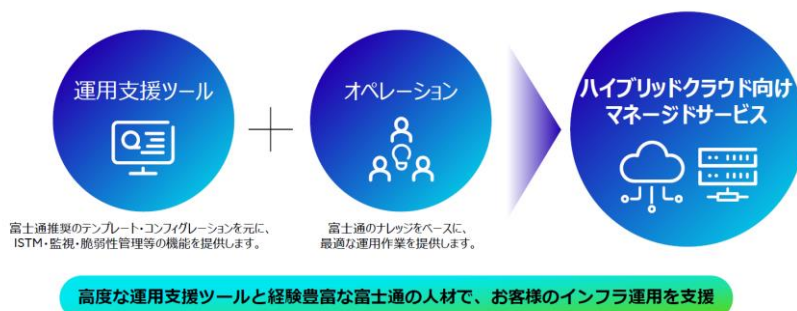 運用支援ツール
オペレーション
ハイブリッドクラウド向け
マネージドサービス
富士通推奨のテンプレート・コンフィグレーションを元に、
ISTM・監視・脆弱性管理等の機能を提供します。
富士通のナレッジをベースに、
最適な運用作業を提供します。
高度な運用支援ツールと経験豊富な富士通の人材で、お客様のインフラ運用を支援